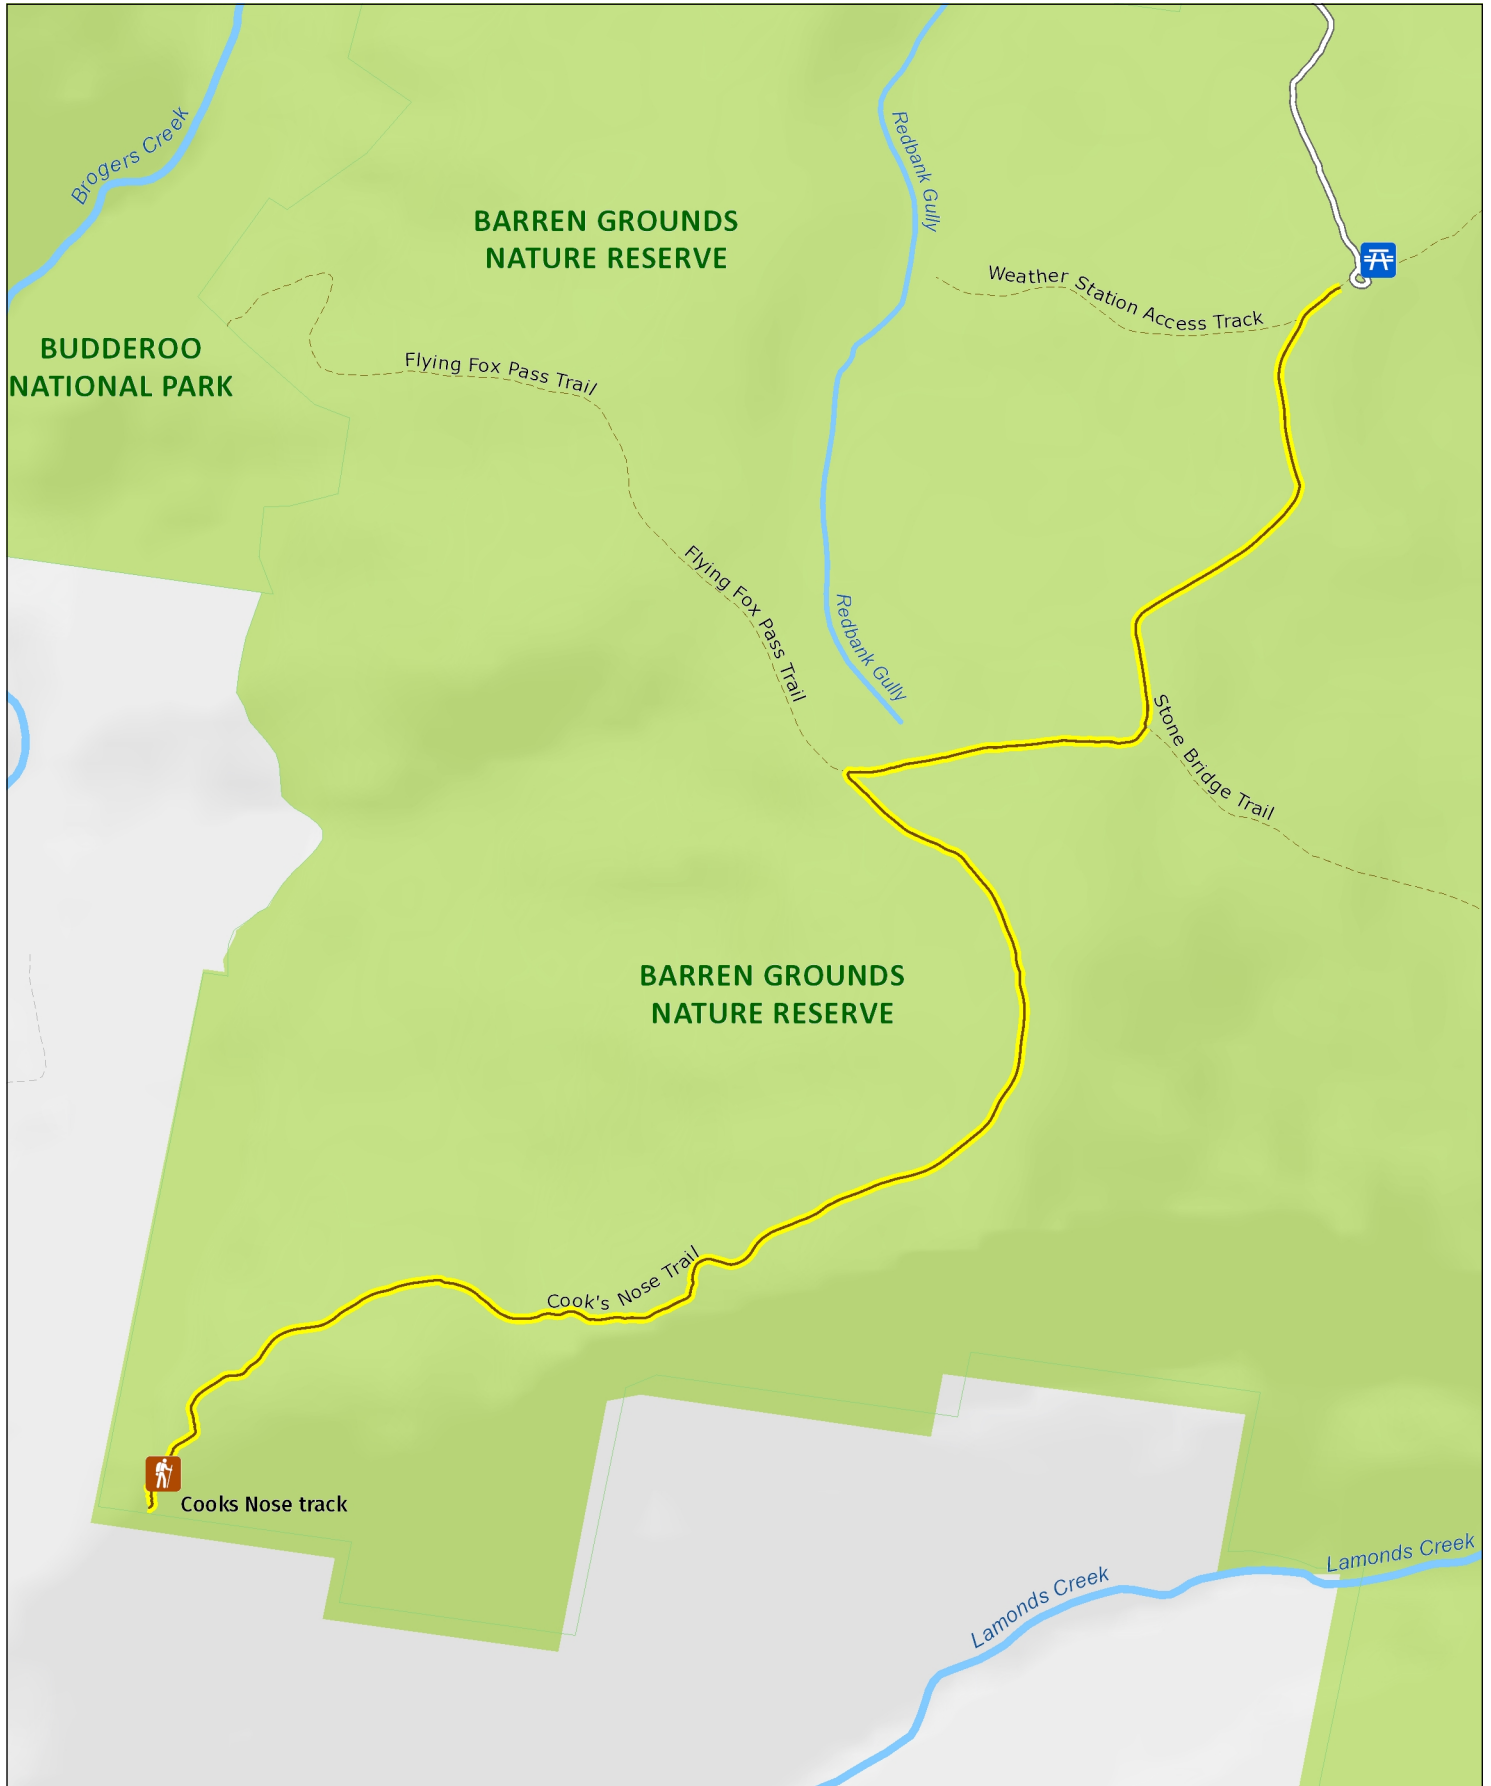 Brogers Creek
Redbank Gully
BARREN GROUNDS
NATURE RESERVE
Weather Station Access Track
BUDDEROO
NATIONAL PARK
Flying Fox Pass Trail
Flying Fox Pass Trail
Redbank Gully
Stone Bridge Trail
BARREN GROUNDS
NATURE RESERVE
Cook's Nose Trail
Cooks Nose track
Lamonds Creek
Lamonds Creek